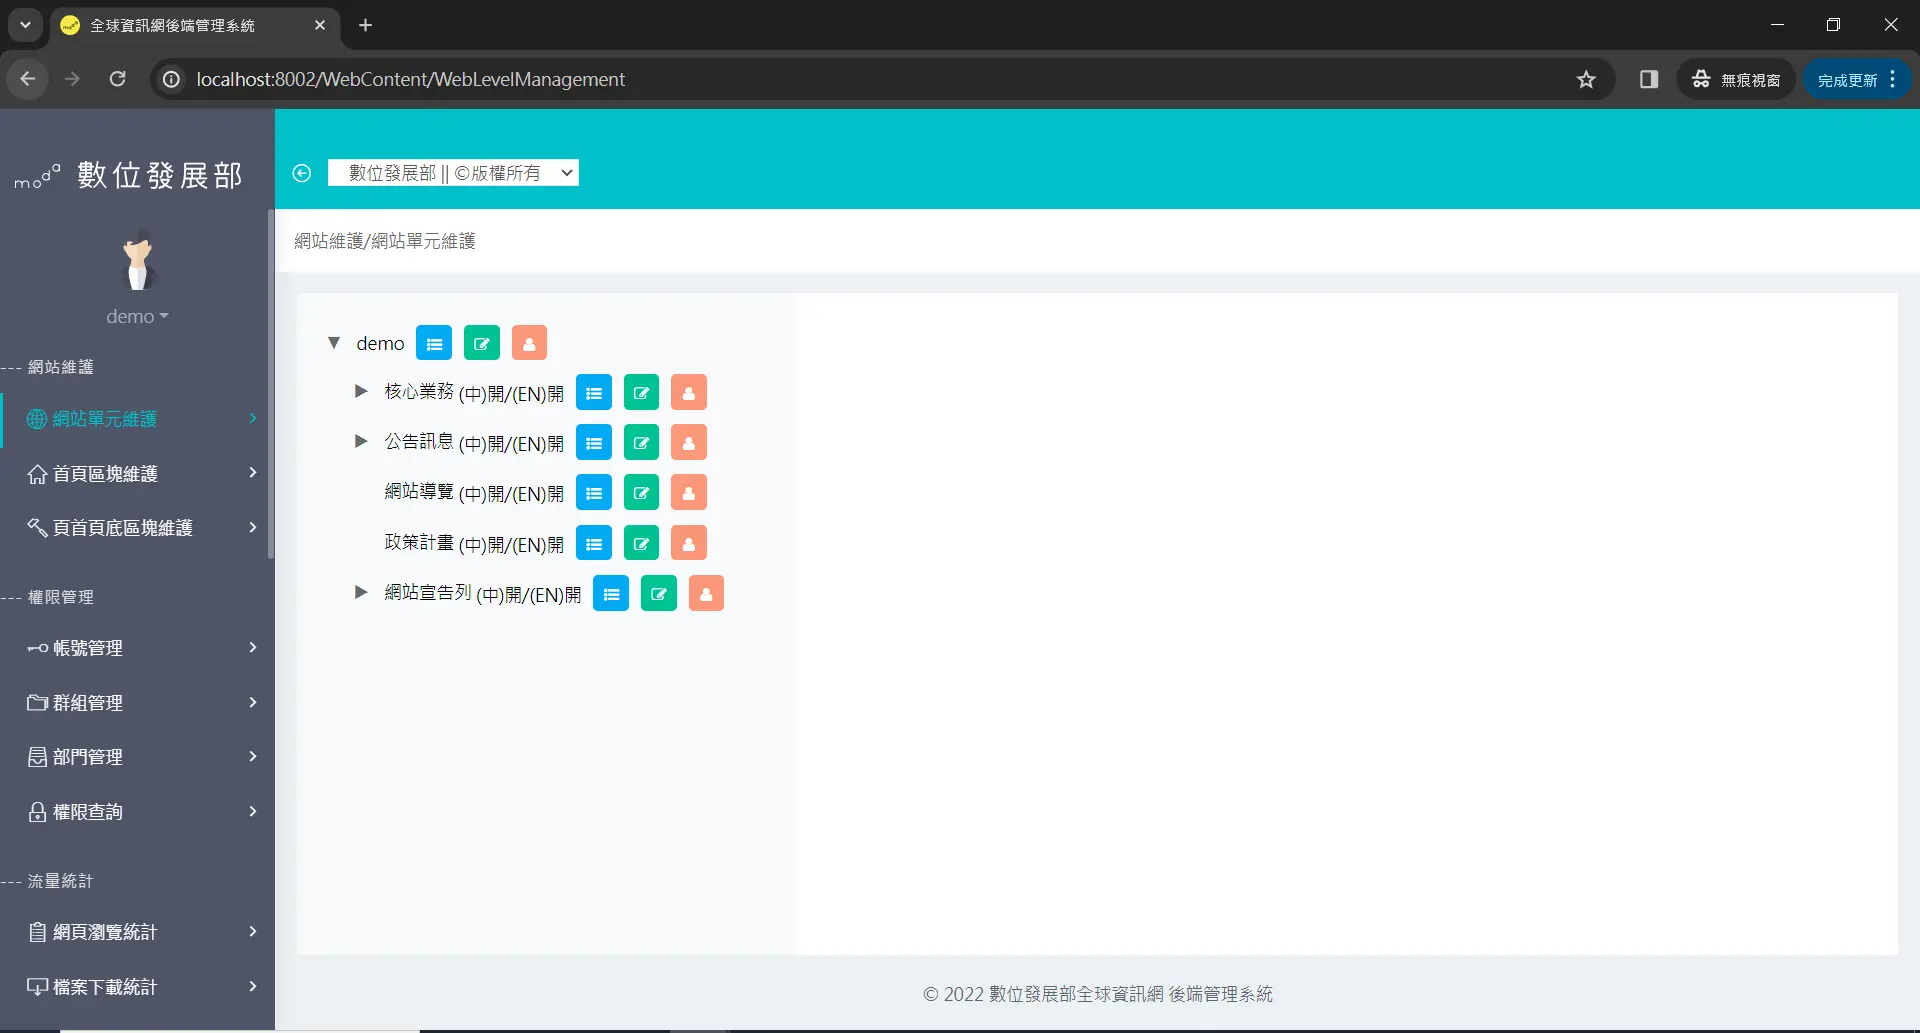 全球資訊網後端管理系統
localhost:8002/WebContent/WebLevelManagement
無痕視窗
完成更新
moda 數位發展部
數位發展部 || ©版權所有
網站維護/網站單元維護
demo
--- 網站維護
網站單元維護
首頁區塊維護
頁首頁底區塊維護
--- 權限管理
帳號管理
群組管理
部門管理
權限查詢
--- 流量統計
網頁瀏覽統計
檔案下載統計
demo
核心業務 (中)開/(EN)開
公告訊息 (中)開/(EN)開
網站導覽 (中)開/(EN)開
政策計畫 (中)開/(EN)開
網站宣告列 (中)開/(EN)開
© 2022 數位發展部全球資訊網 後端管理系統